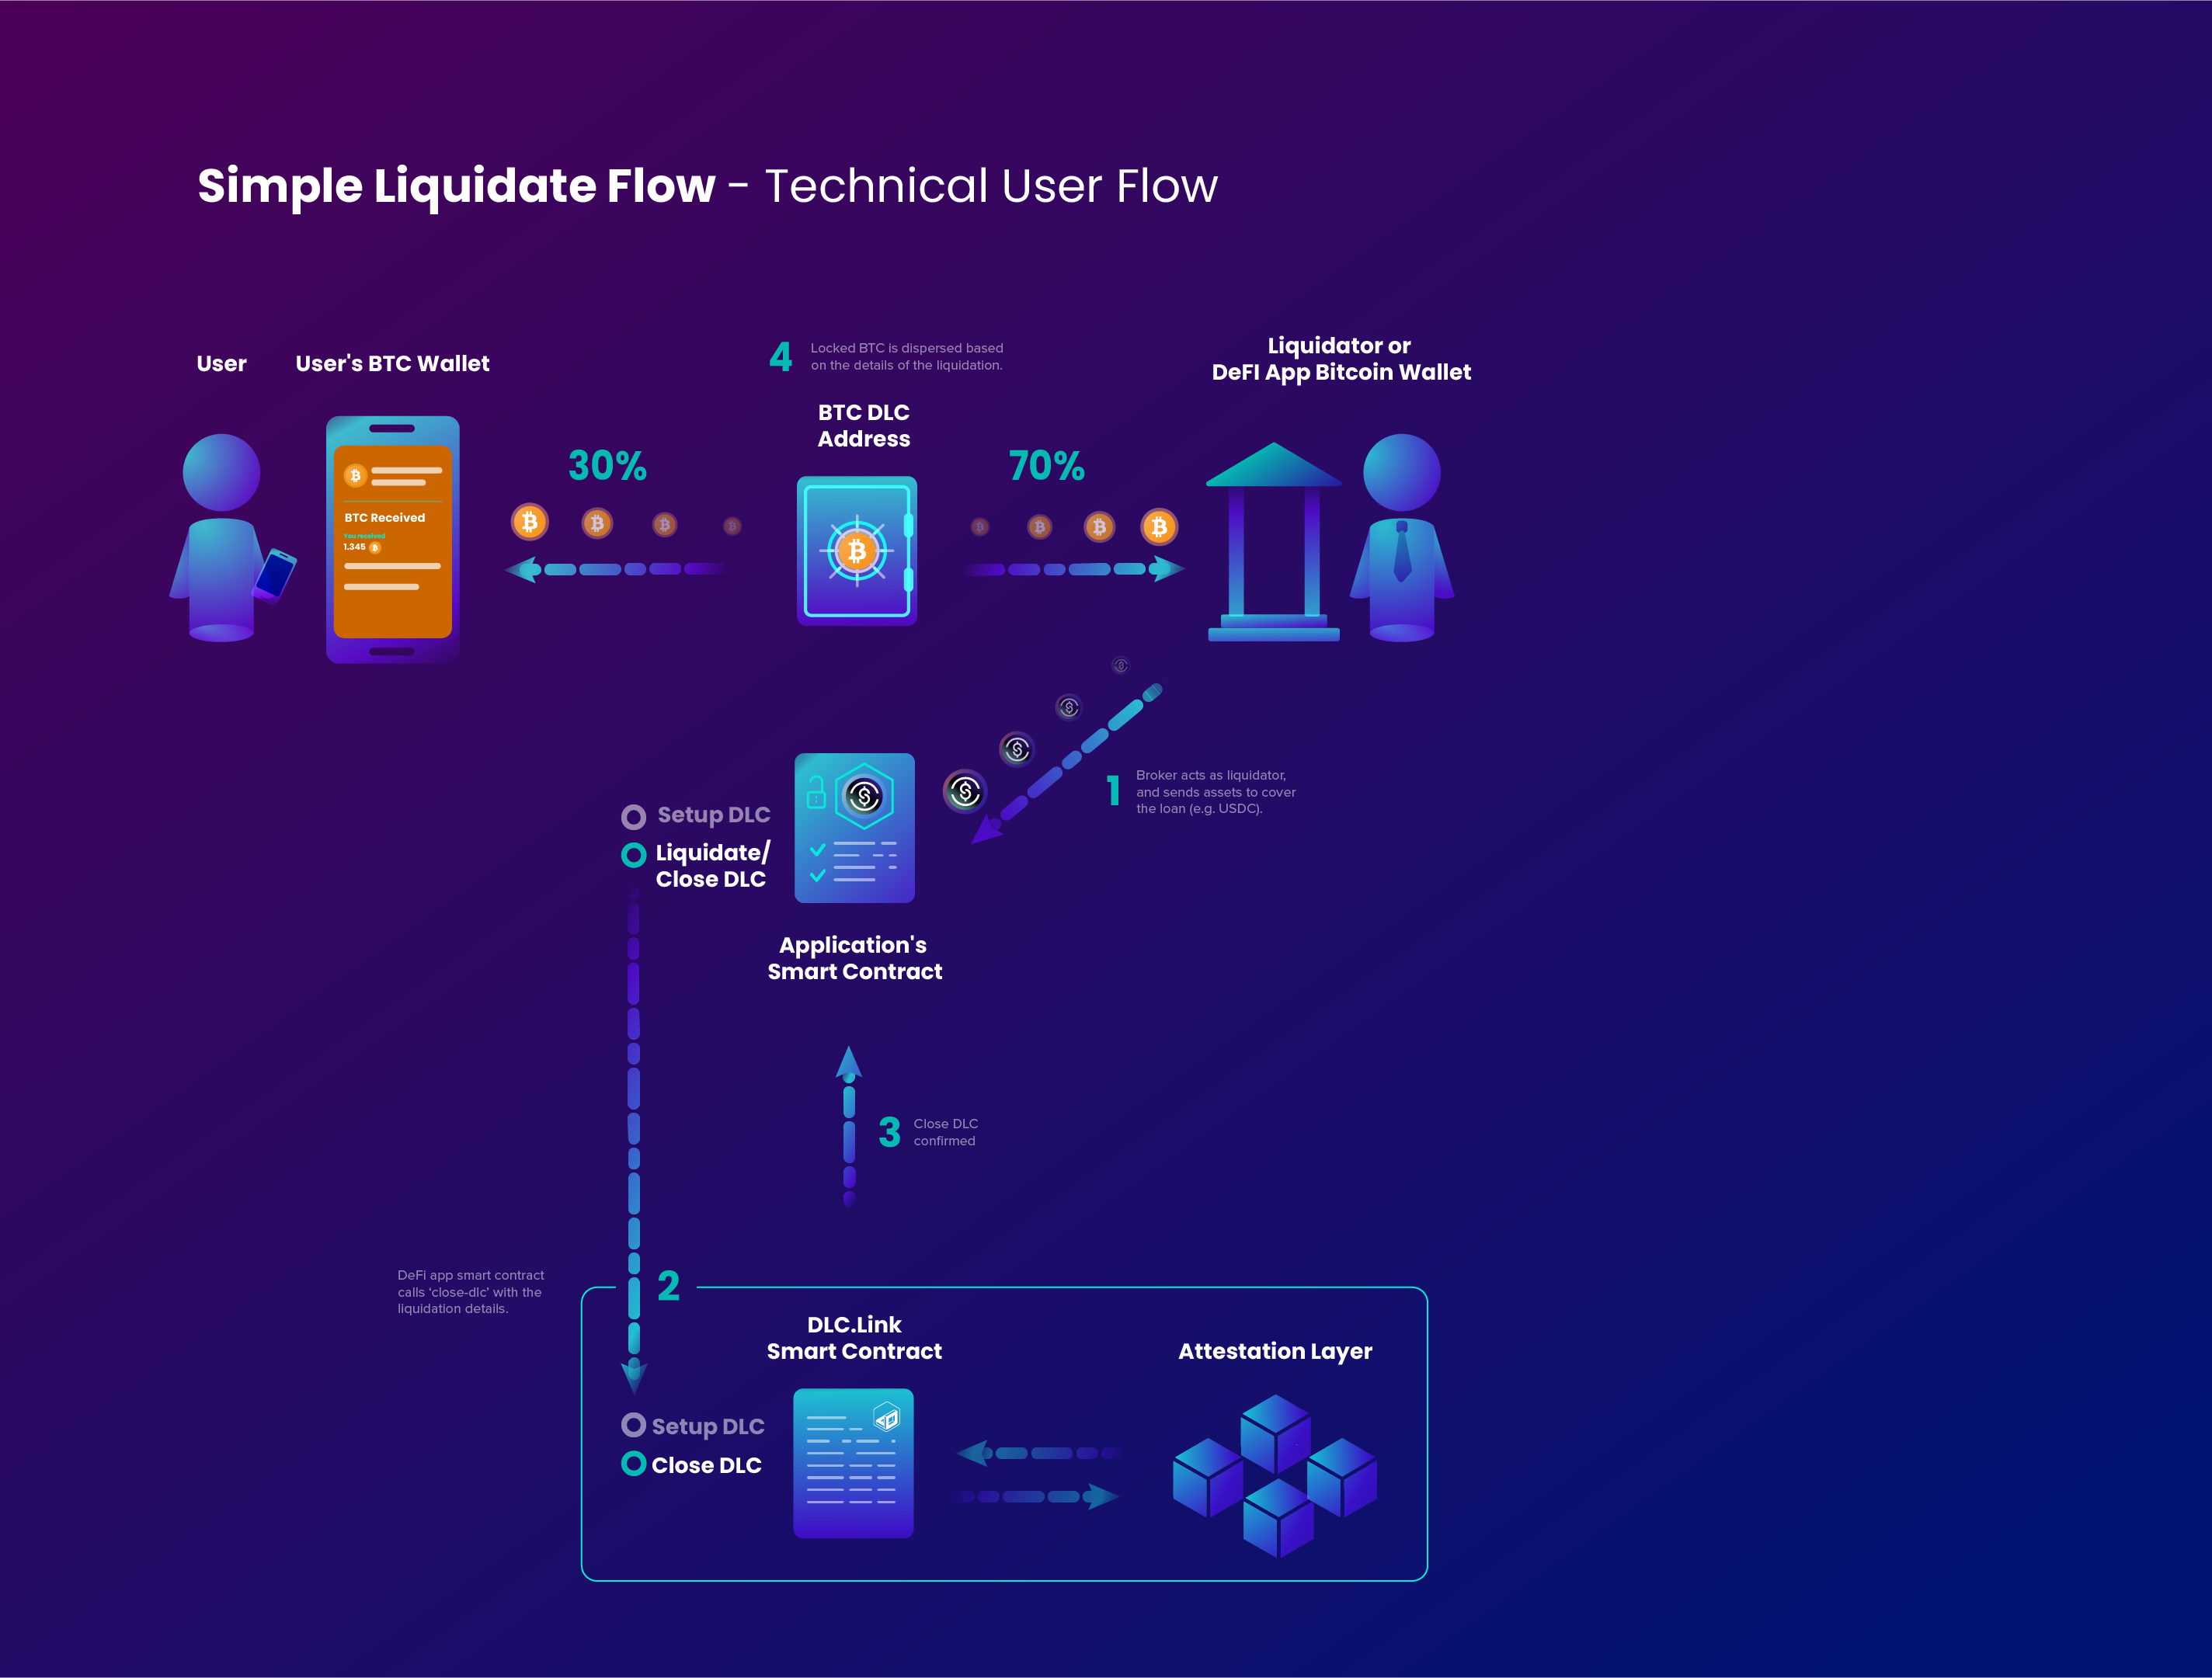 Simple Liquidate Flow - Technical User Flow
User
User's BTC Wallet
4
Locked BTC is dispersed based
on the details of the liquidation.
Liquidator or
DeFI App Bitcoin Wallet
BTC DLC
Address
30%
70%
BTC Received
You received
1.345
1
Broker acts as liquidator,
and sends assets to cover
the loan (e.g. USDC).
Setup DLC
Liquidate/
Close DLC
Application's
Smart Contract
3
Close DLC
confirmed
DeFi app smart contract
calls ‘close-dlc’ with the
liquidation details.
2
DLC.Link
Smart Contract
Attestation Layer
Setup DLC
Close DLC